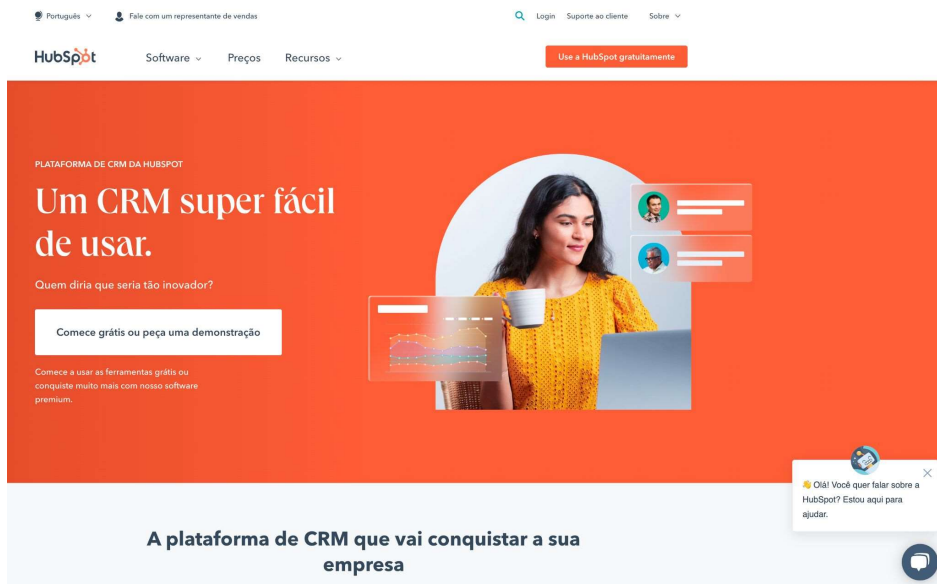 Português
Fale com um representante de vendas
Login
Suporte ao cliente
Sobre
HubSpot
Software
Preços
Recursos
Use a HubSpot gratuitamente
PLATAFORMA DE CRM DA HUBSPOT
Um CRM super fácil
de usar.
Quem diria que seria tão inovador?
Comece grátis ou peça uma demonstração
Comece a usar as ferramentas grátis ou
conquiste muito mais com nosso software
premium.
👋 Olá! Você quer falar sobre a
HubSpot? Estou aqui para
ajudar.
A plataforma de CRM que vai conquistar a sua
empresa